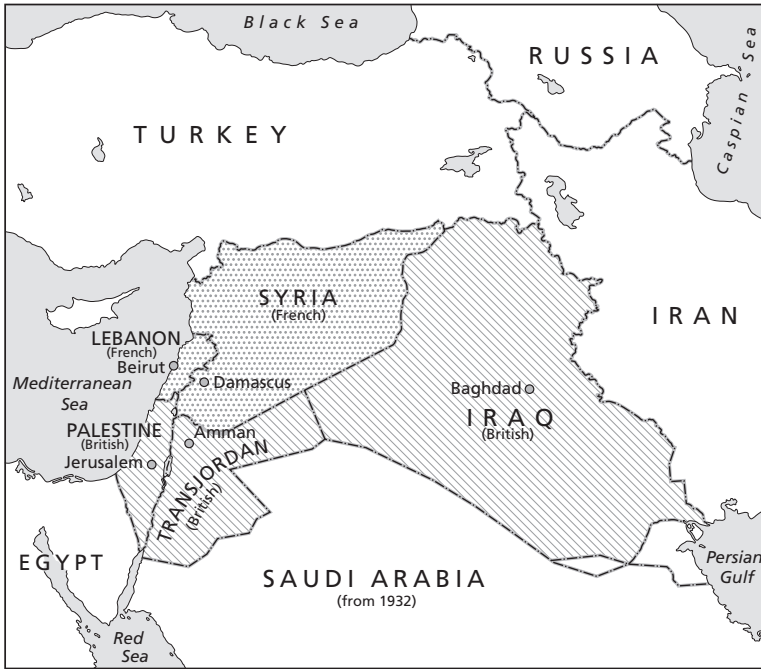 Black Sea
RUSSIA
Caspian Sea
TURKEY
SYRIA
(French)
IRAN
LEBANON
(French)
Beirut
Mediterranean
Sea
Damascus
Baghdad
IRAQ
(British)
PALESTINE
(British)
Jerusalem
Amman
TRANSJORDAN
(British)
EGYPT
SAUDI ARABIA
(from 1932)
Persian
Gulf
Red
Sea